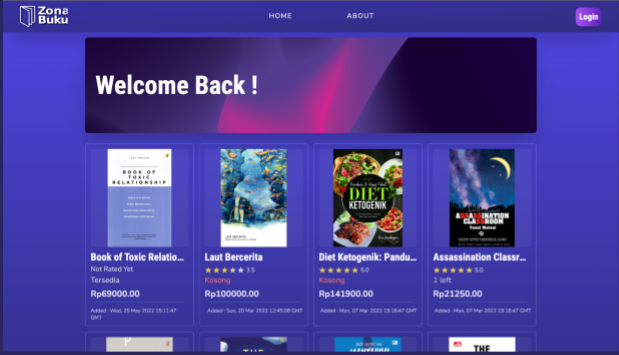 Zona
Buku
HOME
ABOUT
Login
Welcome Back !
BOOK OF
TOXIC
RELATIONSHIP
LAUT BERCERITA
DIET
KETOGENIK
ASSASSINATION
CLASSROOM
Yusei Matsui
Book of Toxic Relatio...
Not Rated Yet
Tersedia
Rp69000.00
Added : Wed, 25 May 2022 15:11:47
GMT
Laut Bercerita
3.5
Kosong
Rp100000.00
Added : Sun, 20 Mar 2022 12:45:08 GMT
Diet Ketogenik: Pandu...
5.0
Kosong
Rp141900.00
Added : Mon, 07 Mar 2022 19:18:47 GMT
Assassination Classr...
5.0
1 left
Rp21250.00
Added : Mon, 07 Mar 2022 19:18:47 GMT
P
THE
THE